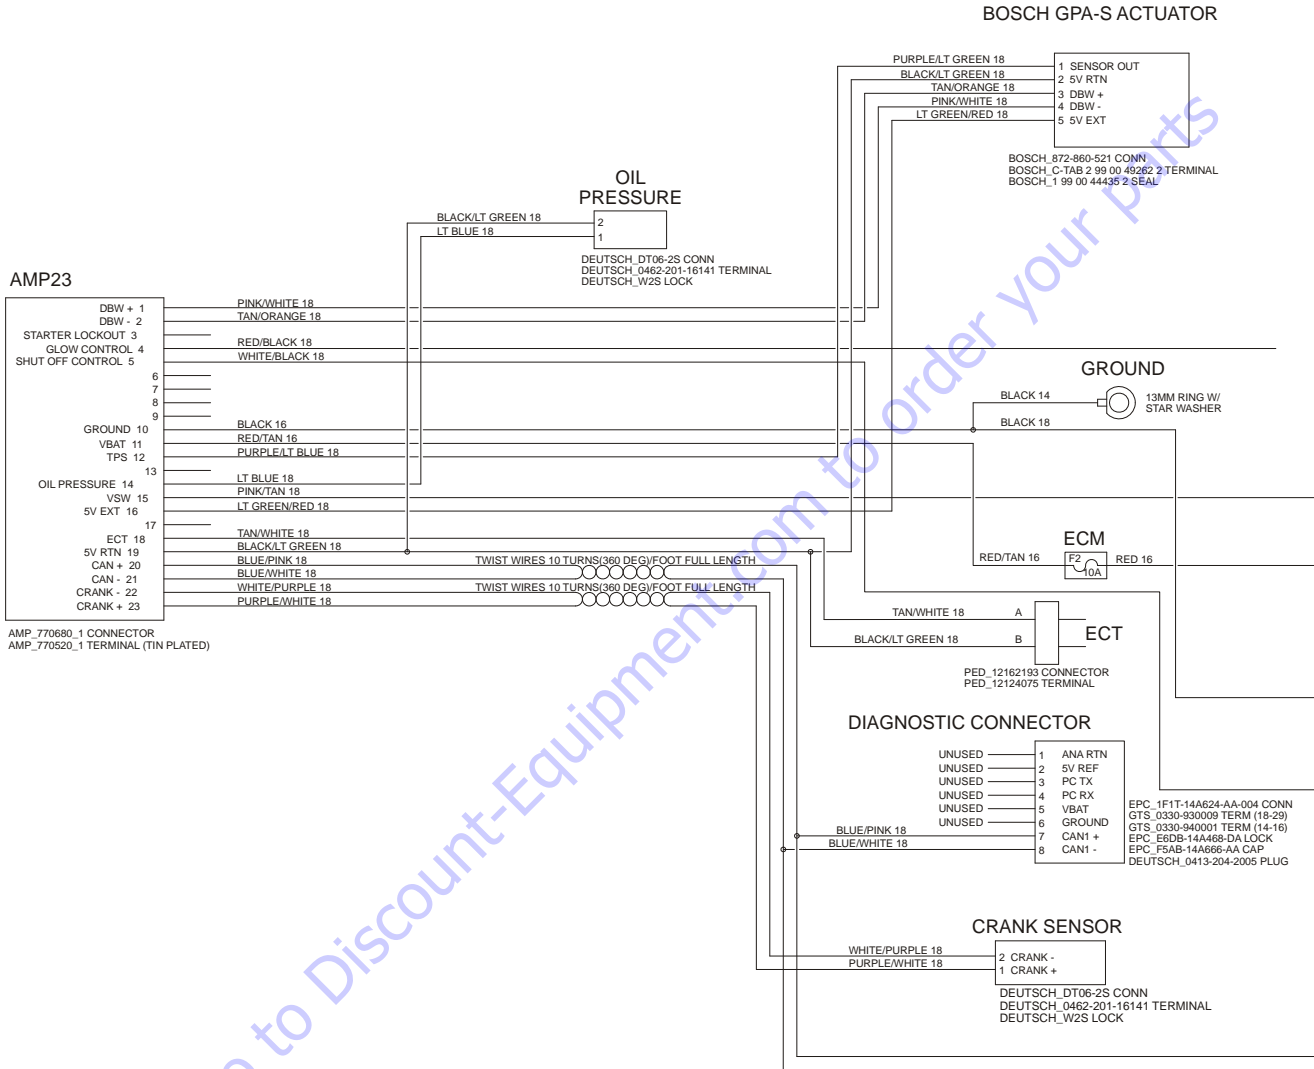 BOSCH GPA-S ACTUATOR
PURPLE/LT GREEN 18
BLACK/LT GREEN 18
TAN/ORANGE 18
PINK/WHITE 18
LT GREEN/RED 18
1 SENSOR OUT
2 5V RTN
3 DBW +
4 DBW -
5 5V EXT
BOSCH_872-860-521 CONN
BOSCH_C-TAB 2 99 00 49262 2 TERMINAL
BOSCH_1 99 00 44435 2 SEAL
OIL
PRESSURE
BLACK/LT GREEN 18
LT BLUE 18
2
1
DEUTSCH_DT06-2S CONN
DEUTSCH_0462-201-16141 TERMINAL
DEUTSCH_W2S LOCK
AMP23
DBW + 1
DBW - 2
STARTER LOCKOUT 3
GLOW CONTROL 4
SHUT OFF CONTROL 5
6
7
8
9
GROUND 10
VBAT 11
TPS 12
13
OIL PRESSURE 14
VSW 15
5V EXT 16
17
ECT 18
5V RTN 19
CAN + 20
CAN - 21
CRANK - 22
CRANK + 23
AMP_770680_1 CONNECTOR
AMP_770520_1 TERMINAL (TIN PLATED)
PINK/WHITE 18
TAN/ORANGE 18
RED/BLACK 18
WHITE/BLACK 18
BLACK 16
RED/TAN 16
PURPLE/LT BLUE 18
LT BLUE 18
PINK/TAN 18
LT GREEN/RED 18
TAN/WHITE 18
BLACK/LT GREEN 18
BLUE/PINK 18
BLUE/WHITE 18
WHITE/PURPLE 18
PURPLE/WHITE 18
TWIST WIRES 10 TURNS(360 DEG)/FOOT FULL LENGTH
TWIST WIRES 10 TURNS(360 DEG)/FOOT FULL LENGTH
GROUND
BLACK 14
BLACK 18
13MM RING W/
STAR WASHER
ECM
RED/TAN 16
F2
10A
RED 16
TAN/WHITE 18
A
BLACK/LT GREEN 18
B
ECT
PED_12162193 CONNECTOR
PED_12124075 TERMINAL
DIAGNOSTIC CONNECTOR
UNUSED 1 ANA RTN
UNUSED 2 5V REF
UNUSED 3 PC TX
UNUSED 4 PC RX
UNUSED 5 VBAT
UNUSED 6 GROUND
BLUE/PINK 18 7 CAN1 +
BLUE/WHITE 18 8 CAN1 -
EPC_1F1T-14A624-AA-004 CONN
GTS_0330-930009 TERM (18-29)
GTS_0330-940001 TERM (14-16)
EPC_E6DB-14A468-DA LOCK
EPC_F5AB-14A666-AA CAP
DEUTSCH_0413-204-2005 PLUG
CRANK SENSOR
WHITE/PURPLE 18
PURPLE/WHITE 18
2 CRANK -
1 CRANK +
DEUTSCH_DT06-2S CONN
DEUTSCH_0462-201-16141 TERMINAL
DEUTSCH_W2S LOCK
to Discount-Equipment.com to order your parts